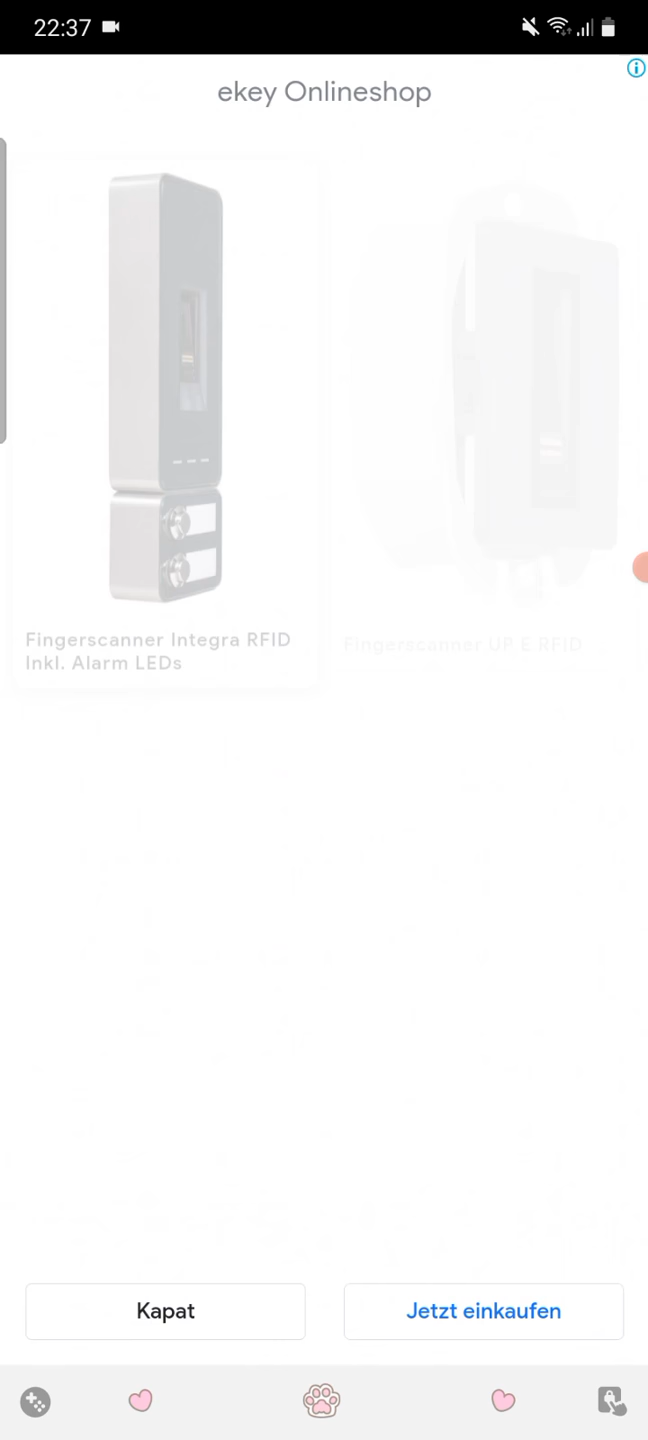 22:37
ekey Onlineshop
Fingerscanner Integra RFID
Inkl. Alarm LEDs
Fingerscanner UP E RFID
Kapat
Jetzt einkaufen